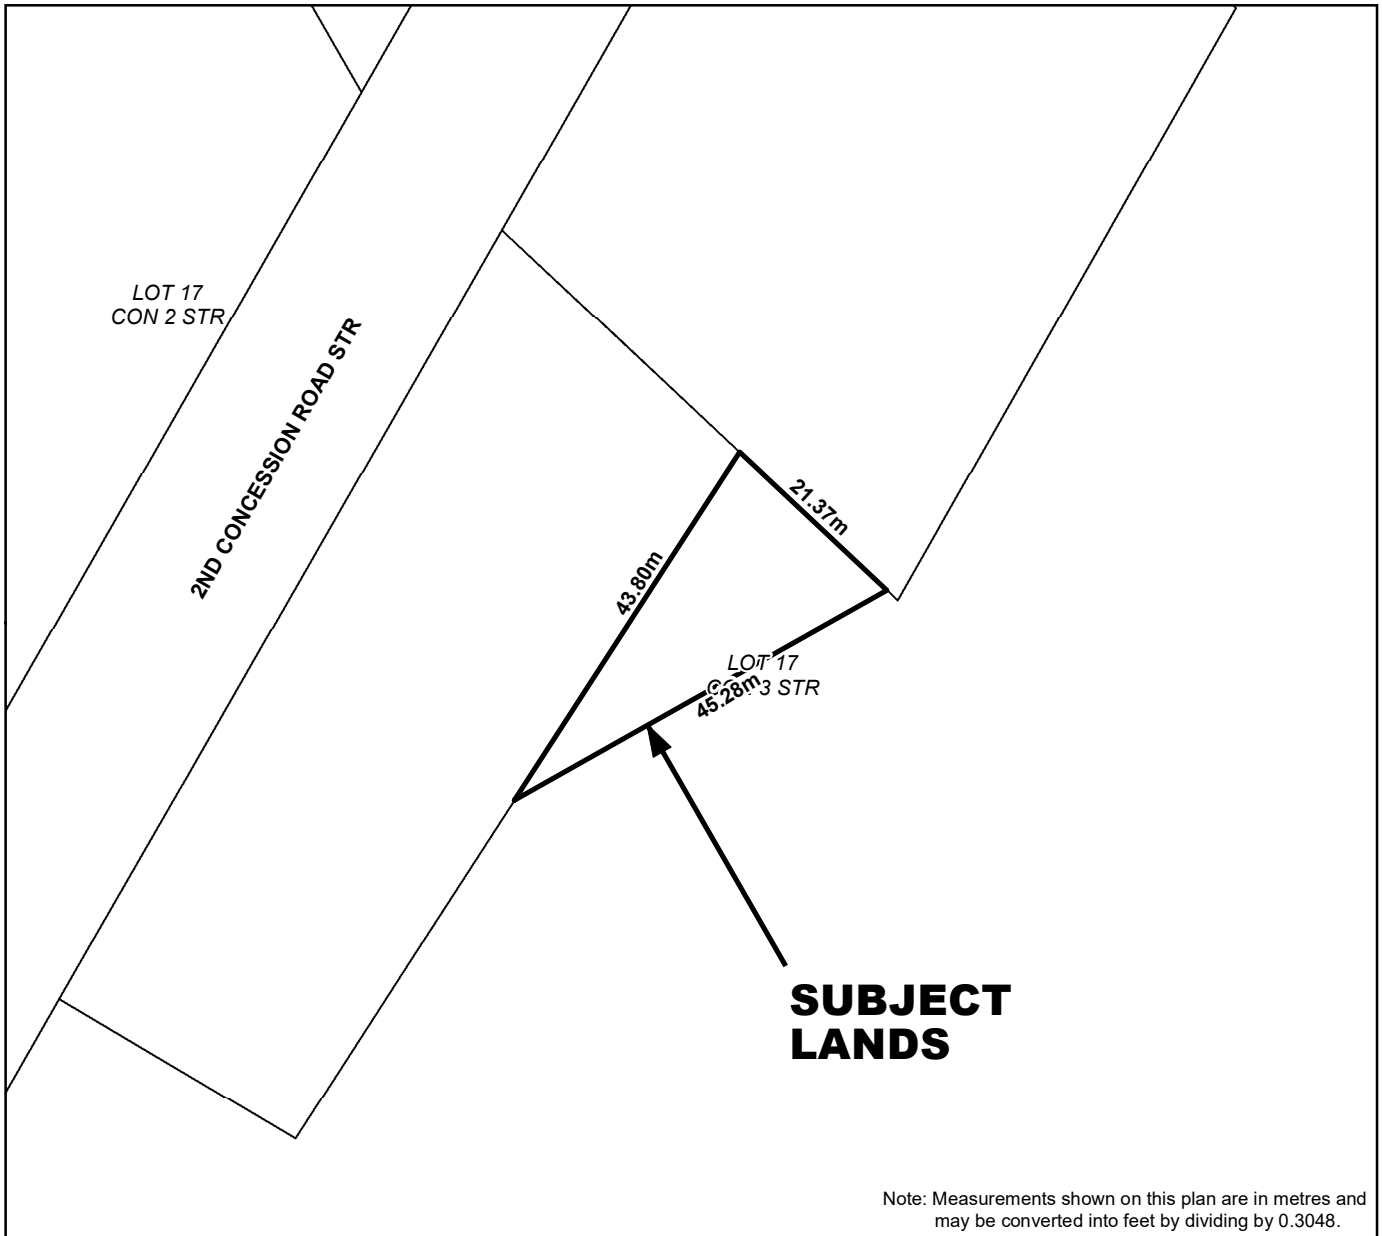 LOT 17
CON 2 STR
2ND CONCESSION ROAD STR
21.37m
43.80m
LOT 17
3 STR
45.28m
SUBJECT
LANDS
Note: Measurements shown on this plan are in metres and
may be converted into feet by dividing by 0.3048.